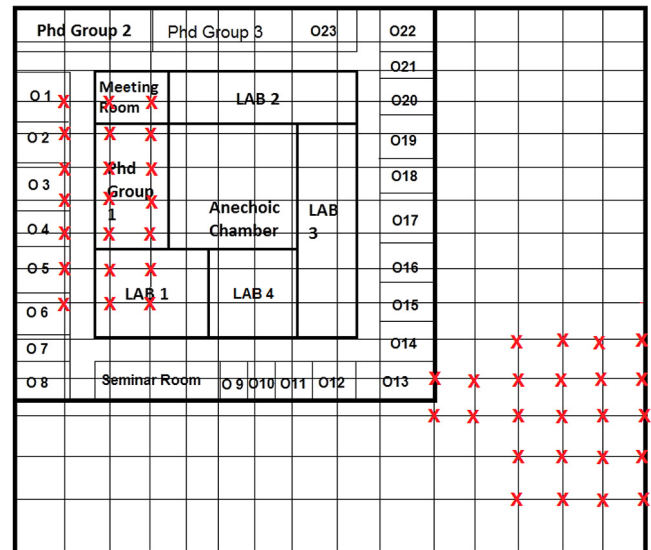 Phd Group 2
Phd Group 3
O23
O22
O21
O 1
Meeting
Room
LAB 2
O20
O 2
O19
O 3
Phd
Group
1
O18
Anechoic
Chamber
LAB
3
O17
O 4
O 5
O16
LAB 1
LAB 4
O 6
O15
O 7
O14
O 8
Seminar Room
O 9
O10
O11
O12
O13